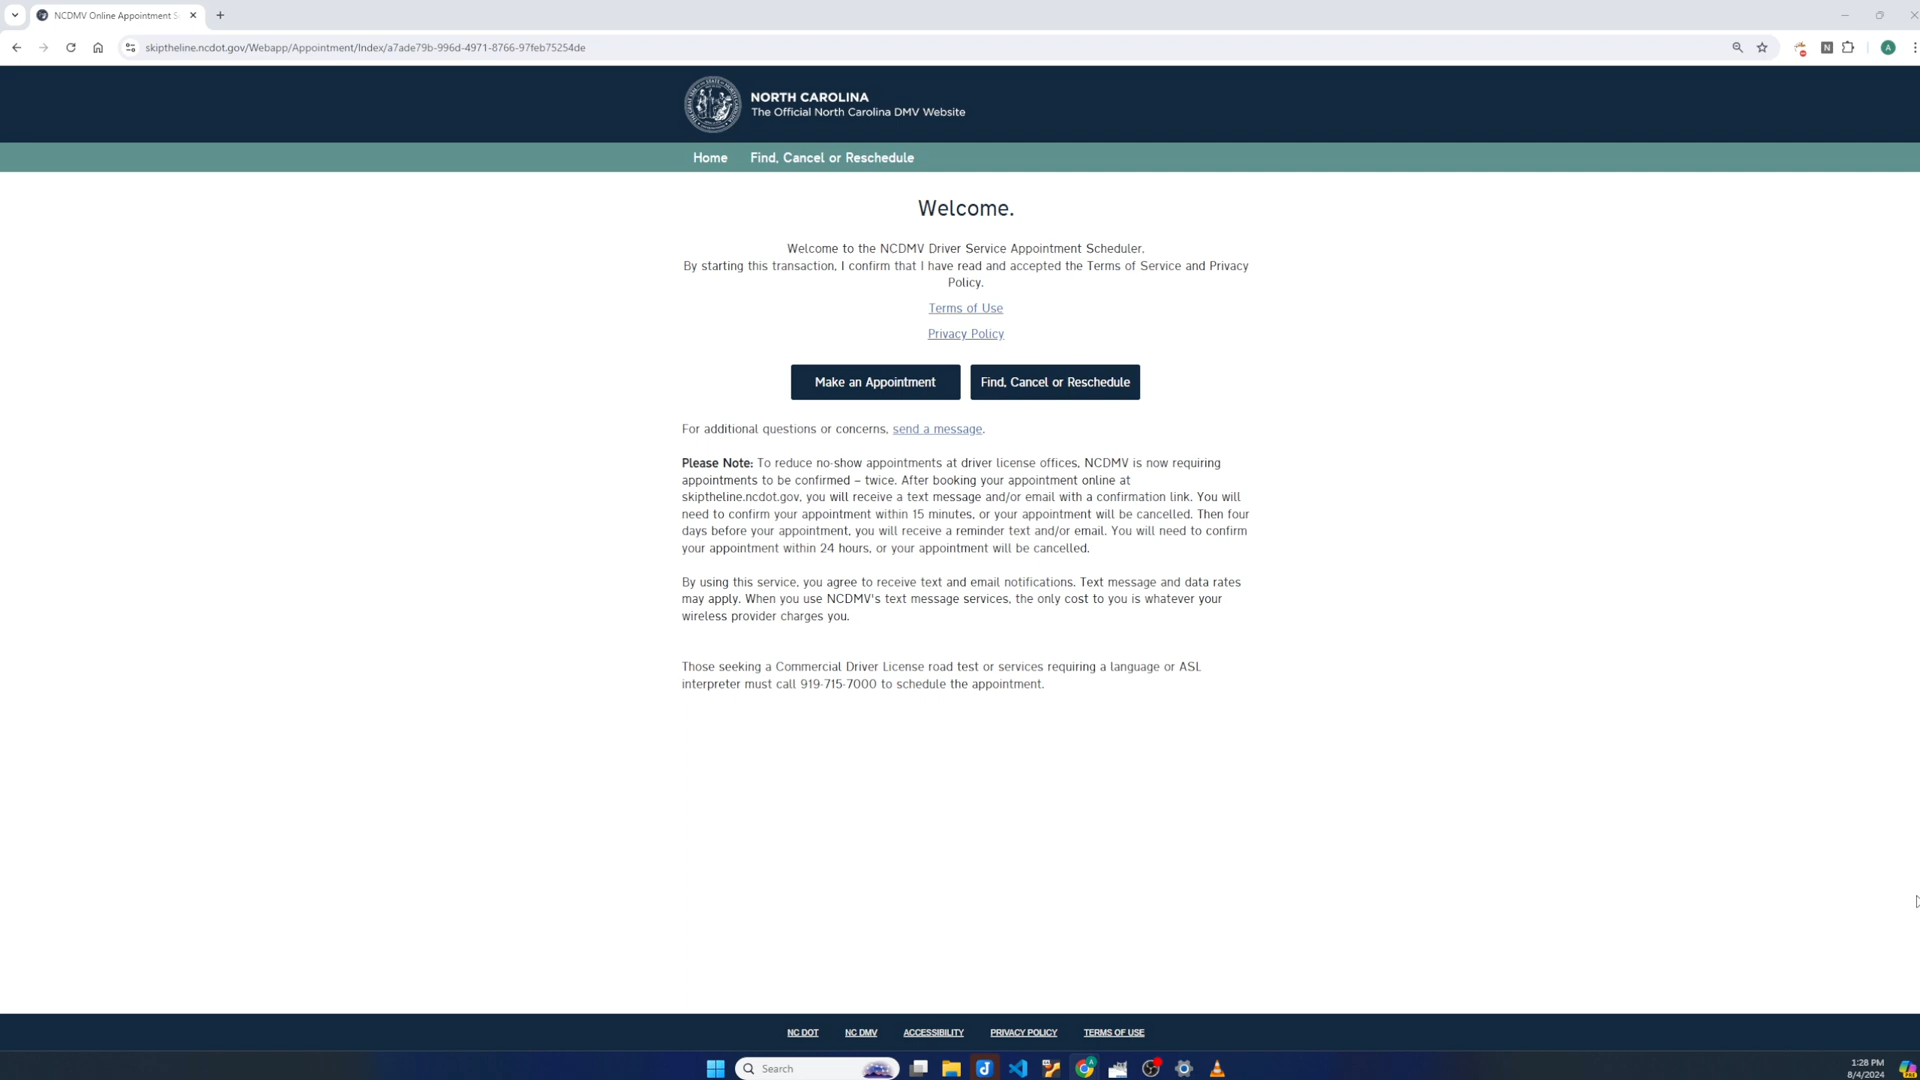 NCDMV Online Appointment S
skiptheline.ncdot.gov/Webapp/Appointment/Index/a7ade79b-996d-4971-8766-97feb75254de
N
A
NORTH CAROLINA
The Official North Carolina DMV Website
Home Find, Cancel or Reschedule
Welcome.
Welcome to the NCDMV Driver Service Appointment Scheduler.
By starting this transaction, I confirm that I have read and accepted the Terms of Service and Privacy
Policy.
Terms of Use
Privacy Policy
Make an Appointment Find, Cancel or Reschedule
For additional questions or concerns, send a message.
Please Note: To reduce no-show appointments at driver license offices, NCDMV is now requiring
appointments to be confirmed – twice. After booking your appointment online at
skiptheline.ncdot.gov, you will receive a text message and/or email with a confirmation link. You will
need to confirm your appointment within 15 minutes, or your appointment will be cancelled. Then four
days before your appointment, you will receive a reminder text and/or email. You will need to confirm
your appointment within 24 hours, or your appointment will be cancelled.
By using this service, you agree to receive text and email notifications. Text message and data rates
may apply. When you use NCDMV's text message services, the only cost to you is whatever your
wireless provider charges you.
Those seeking a Commercial Driver License road test or services requiring a language or ASL
interpreter must call 919-715-7000 to schedule the appointment.
NC DOT NC DMV ACCESSIBILITY PRIVACY POLICY TERMS OF USE
Search
1:28 PM
8/4/2024